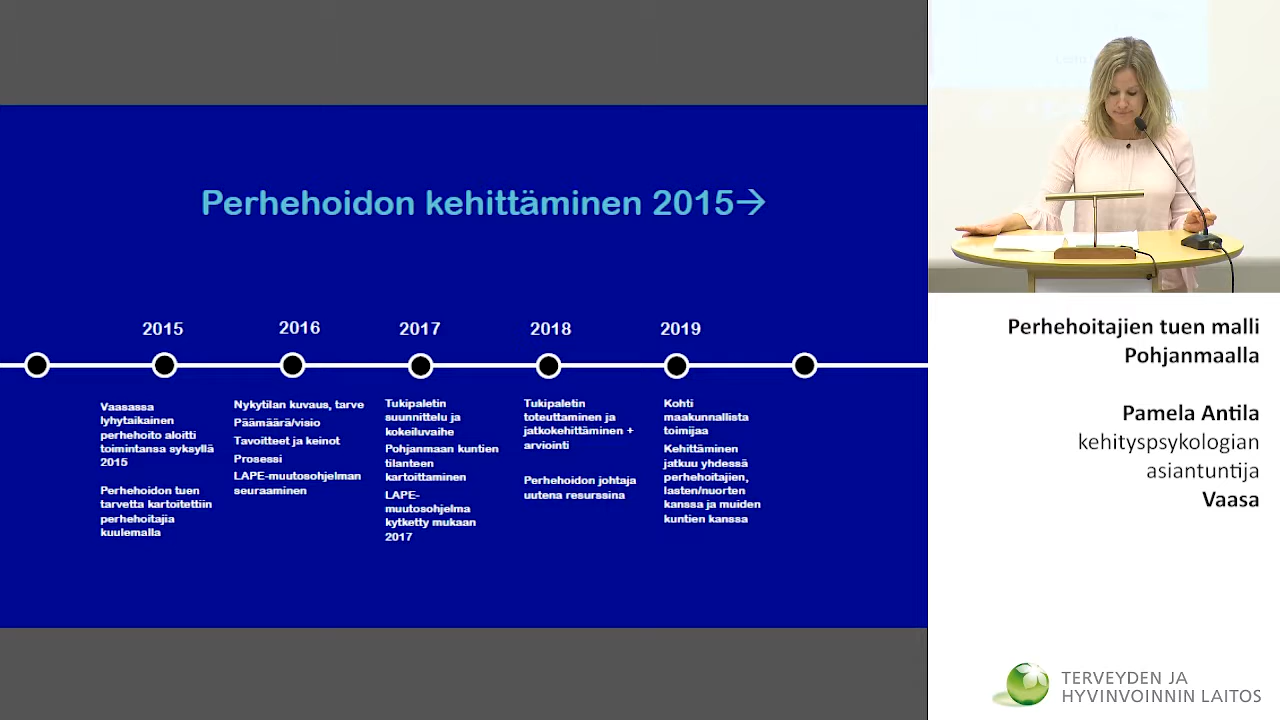 Perhehoidon kehittäminen 2015→
2015
Vaasassa
lyhytaikainen
perhehoito aloitti
toimintansa syksyllä
2015
Perhehoidon tuen
tarvetta kartoitettiin
perhehoitajia
kuulemalla
2016
Nykytilan kuvaus, tarve
Päämäärä/visio
Tavoitteet ja keinot
Prosessi
LAPE-muutosohjelman
seuraaminen
2017
Tukipaletin
suunnittelu ja
kokeiluvaihe
Pohjanmaan kuntien
tilanteen
kartoittaminen
LAPE-
muutosohjelma
kytketty mukaan
2017
2018
Tukipaletin
toteuttaminen ja
jatkokehittäminen +
arviointi
Perhehoidon johtaja
uutena resurssina
2019
Kohti
maakunnallista
toimijaa
Kehittäminen
jatkuu yhdessä
perhehoitajien,
lasten/nuorten
kanssa ja muiden
kuntien kanssa
Perhehoitajien tuen malli
Pohjanmaalla
Pamela Antila
kehityspsykologian
asiantuntija
Vaasa
TERVEYDEN JA
HYVINVOINNIN LAITOS